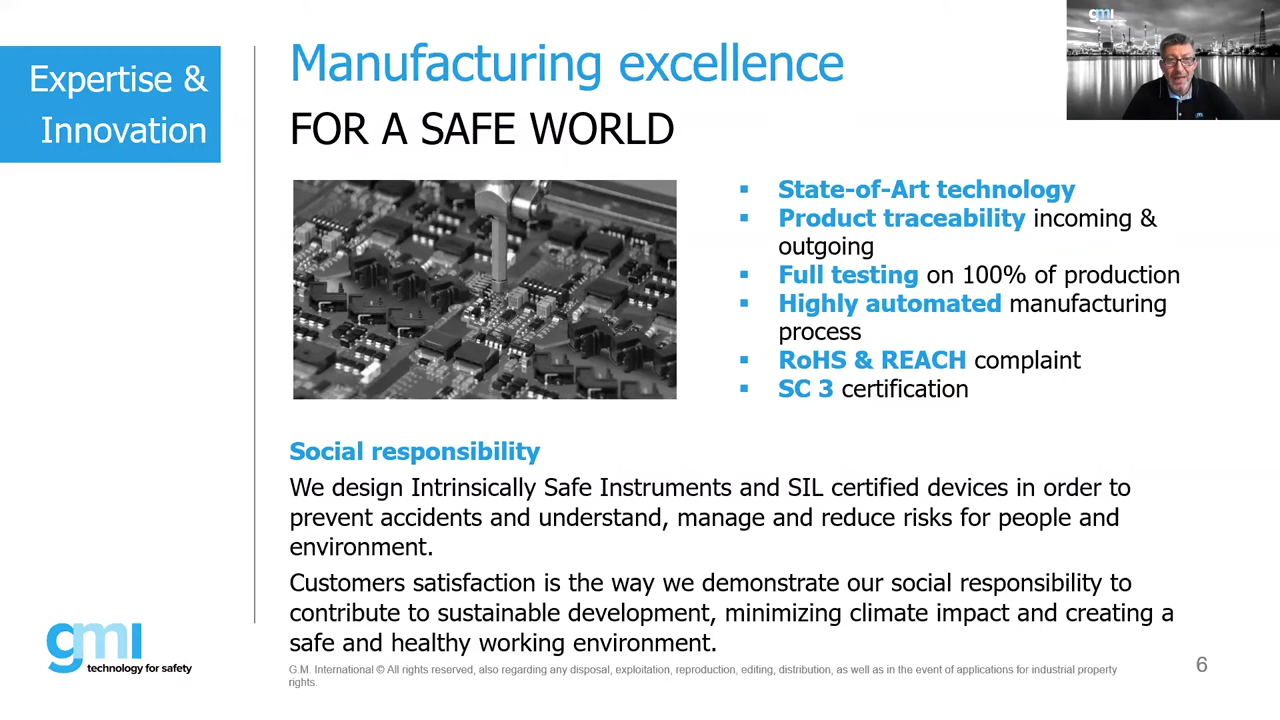 Expertise &
Innovation
Manufacturing excellence
FOR A SAFE WORLD
gmi
▪ State-of-Art technology
▪ Product traceability incoming &
outgoing
▪ Full testing on 100% of production
▪ Highly automated manufacturing
process
▪ RoHS & REACH complaint
▪ SC 3 certification
Social responsibility
We design Intrinsically Safe Instruments and SIL certified devices in order to
prevent accidents and understand, manage and reduce risks for people and
environment.
Customers satisfaction is the way we demonstrate our social responsibility to
contribute to sustainable development, minimizing climate impact and creating a
safe and healthy working environment.
gmi
technology for safety
G.M. International © All rights reserved, also regarding any disposal, exploitation, reproduction, editing, distribution, as well as in the event of applications for industrial property
rights.
6